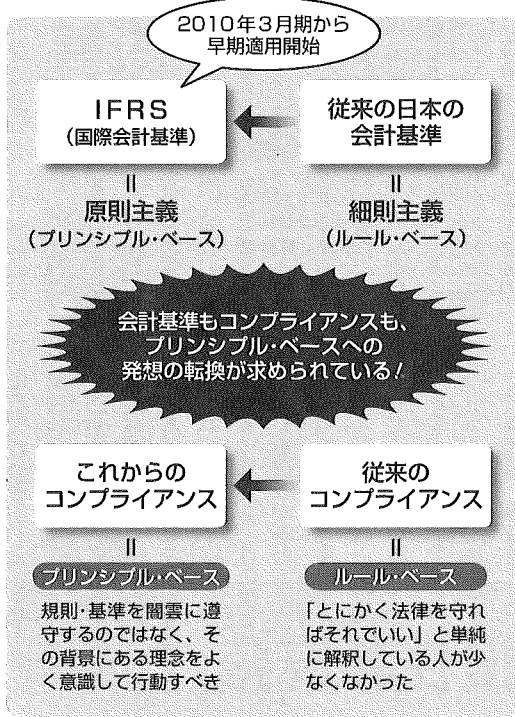 2010年3月期から
早期適用開始
IFRS
(国際会計基準)
従来の日本の
会計基準
||
原則主義
(プリンシプル・ベース)
||
細則主義
(ルール・ベース)
会計基準もコンプライアンスも、
プリンシプル・ベースへの
発想の転換が求められている!
これからの
コンプライアンス
従来の
コンプライアンス
||
プリンシプル・ベース
規則・基準を闇雲に遵
守するのではなく、そ
の背景にある理念をよ
く意識して行動すべき
||
ルール・ベース
「とにかく法律を守れ
ばそれでいい」と単純
に解釈している人が少
なくなかった